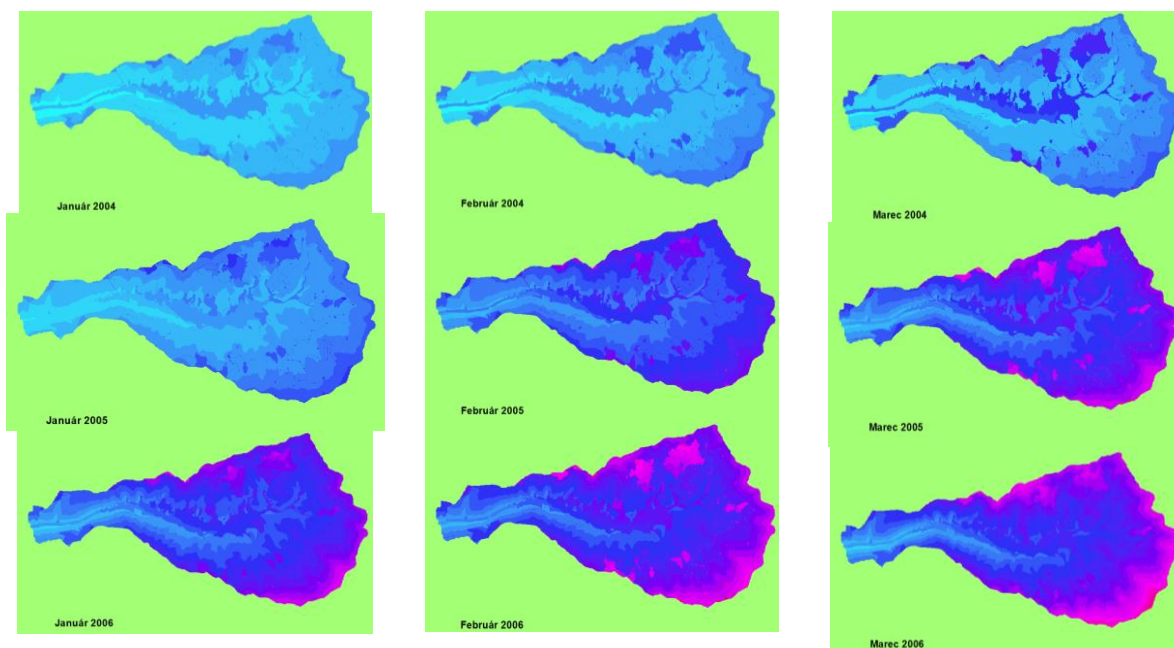 Január 2004
Február 2004
Marec 2004
Január 2005
Február 2005
Marec 2005
Január 2006
Február 2006
Marec 2006